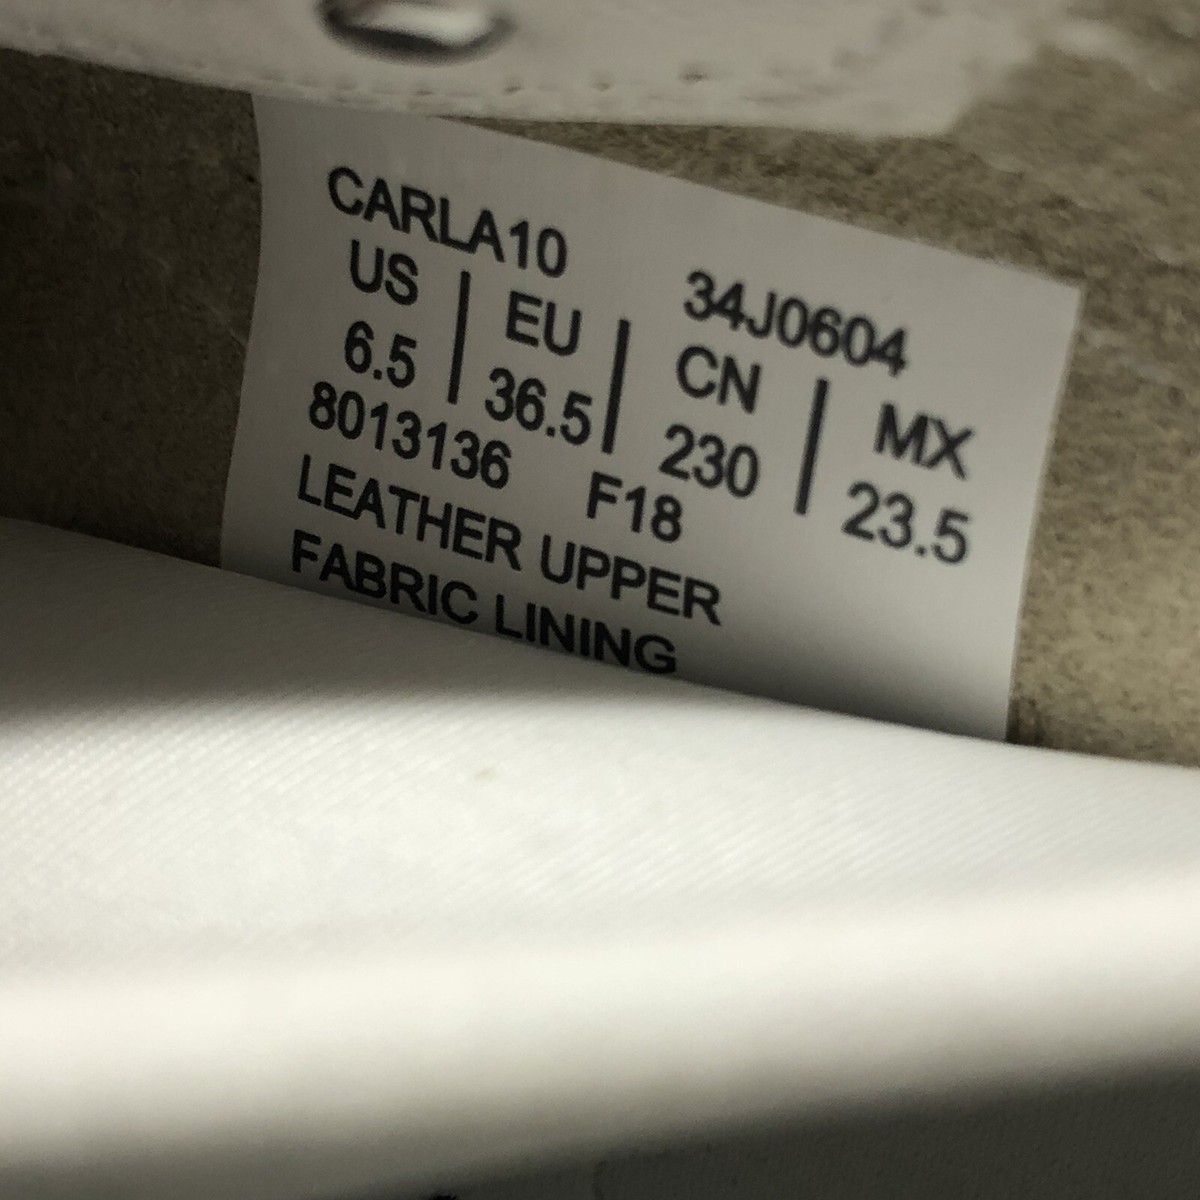 CARLA10 34J0604
US | EU | CN | MX
6.5 | 36.5 | 230 | 23.5
8013136 F18
LEATHER UPPER
FABRIC LINING